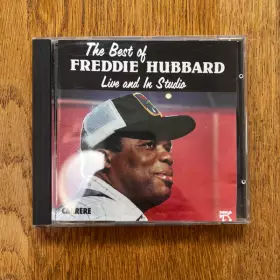 The Best of
FREDDIE HUBBARD
Live and In Studio
CARRERE